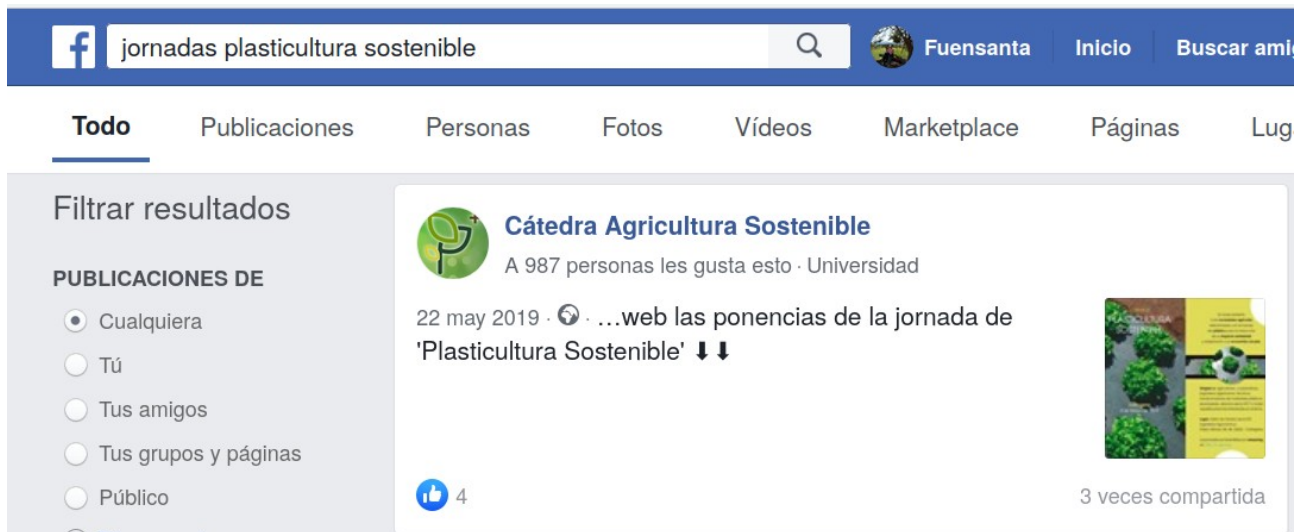 f
jornadas plasticultura sostenible
Fuensanta
Inicio
Buscar ami
Todo
Publicaciones
Personas
Fotos
Vídeos
Marketplace
Páginas
Lug
Filtrar resultados
PUBLICACIONES DE
Cualquiera
Tú
Tus amigos
Tus grupos y páginas
Público
Cátedra Agricultura Sostenible
A 987 personas les gusta esto · Universidad
22 may 2019 · · …web las ponencias de la jornada de
'Plasticultura Sostenible' ⬇⬇
4
3 veces compartida